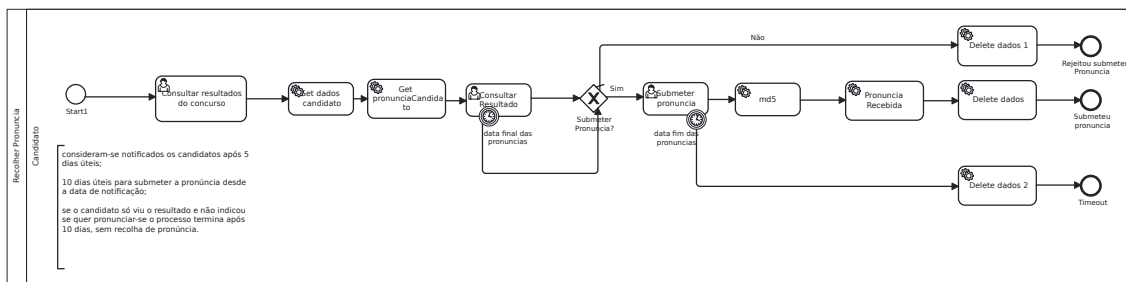 Recolher Pronuncia
Candidato
Start1
Consultar resultados
do concurso
Get dados
candidato
Get
pronunciaCandida
to
Consultar
Resultado
data final das
pronuncias
Submeter
Pronuncia?
Não
Sim
Submeter
pronuncia
data fim das
pronuncias
md5
Pronuncia
Recebida
Delete dados 1
Rejeitou submeter
Pronuncia
Delete dados
Submeteu
pronuncia
Delete dados 2
Timeout
consideram-se notificados os candidatos após 5
dias úteis;
10 dias úteis para submeter a pronúncia desde
a data de notificação;
se o candidato só viu o resultado e não indicou
se quer pronunciar-se o processo termina após
10 dias, sem recolha de pronúncia.